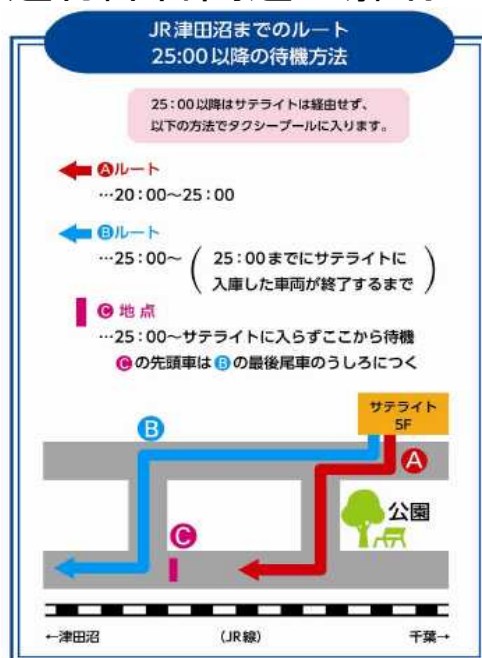 JR津田沼までのルート
25:00以降の待機方法
25:00以降はサテライトは経由せず、
以下の方法でタクシープールに入ります。
Aルート
…20:00〜25:00
Bルート
…25:00〜(25:00までにサテライトに
入庫した車両が終了するまで)
C地点
…25:00〜サテライトに入らずここから待機
Cの先頭車はBの最後尾車のうしろにつく
サテライト
5F
B
A
公園
C
←津田沼 (JR線) 千葉→